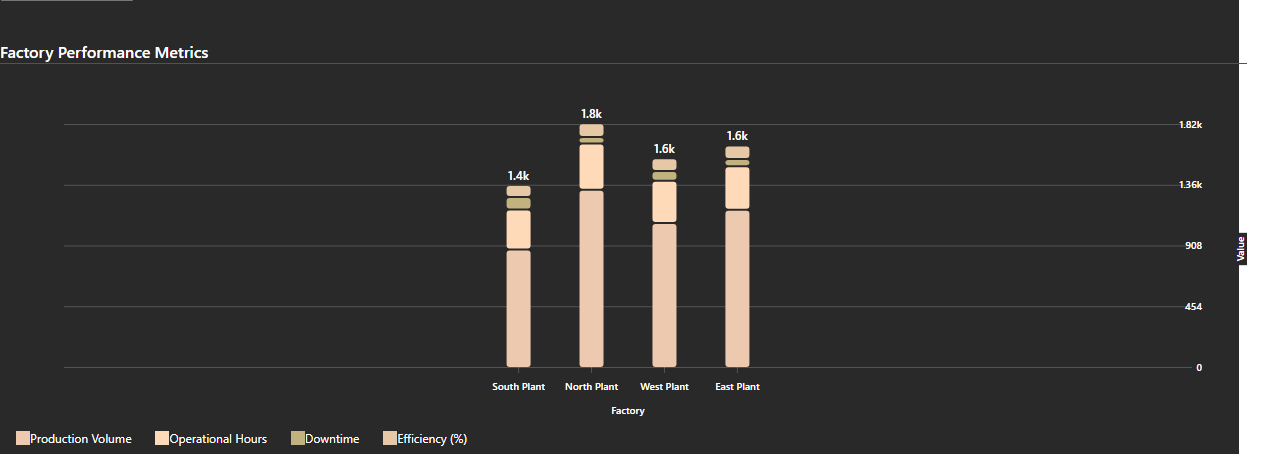 Factory Performance Metrics
1.8k
1.82k
1.6k
1.6k
1.4k
1.36k
908
Value
454
0
South Plant
North Plant
West Plant
East Plant
Factory
Production Volume
Operational Hours
Downtime
Efficiency (%)